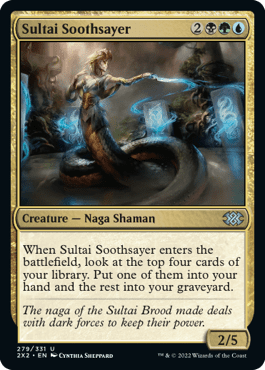 Sultai Soothsayer 2
Creature — Naga Shaman
When Sultai Soothsayer enters the
battlefield, look at the top four cards of
your library. Put one of them into your
hand and the rest into your graveyard.
The naga of the Sultai Brood made deals
with dark forces to keep their power.
2/5
279/331 U
2X2 • EN Cynthia Sheppard
™ & © 2022 Wizards of the Coast